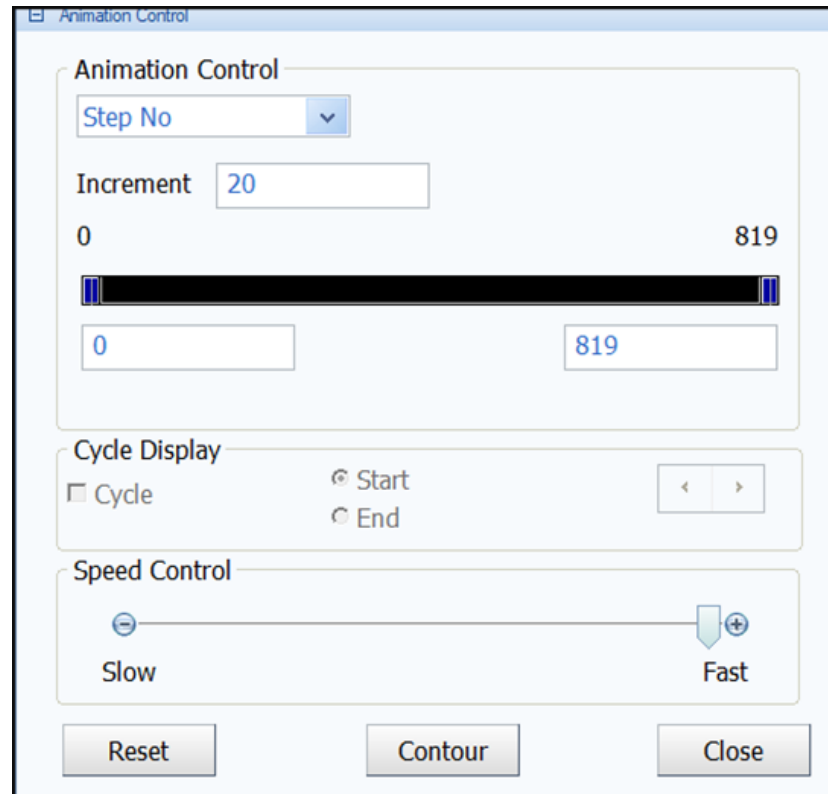 Animation Control
Animation Control
Step No
Increment 20
0 819
0 819
Cycle Display
Cycle Start
End
Speed Control
Slow Fast
Reset Contour Close